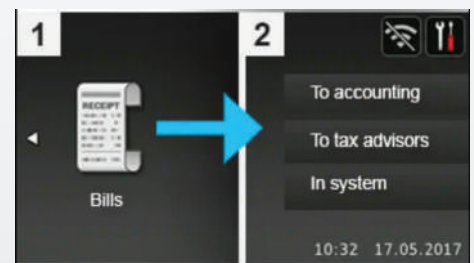 1
RECEIPT
Bills
2
To accounting
To tax advisors
In system
10:32 17.05.2017